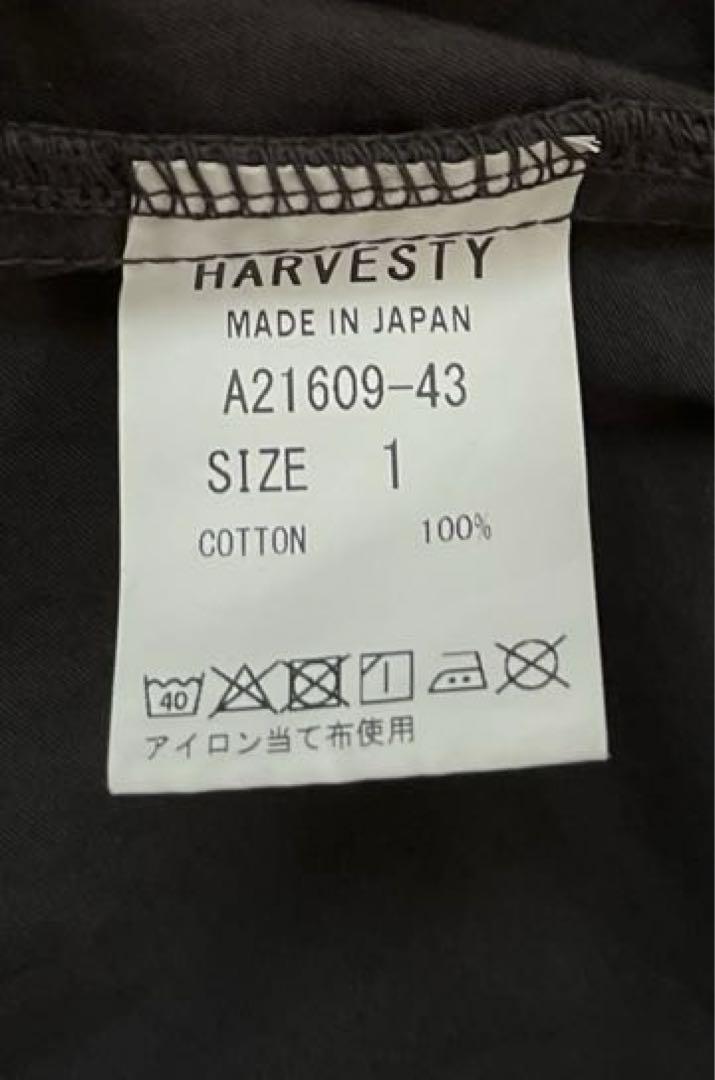 HARVESTY
MADE IN JAPAN
A21609-43
SIZE 1
COTTON 100%
40
アイロン当て布使用